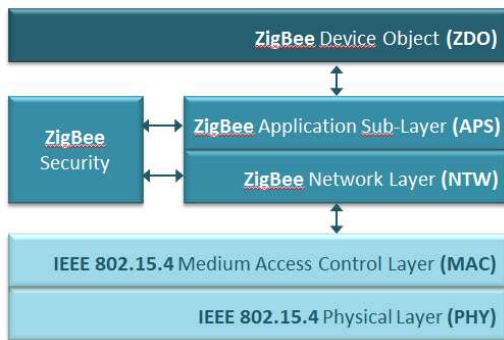 ZigBee Device Object (ZDO)
ZigBee
Security
ZigBee Application Sub-Layer (APS)
ZigBee Network Layer (NTW)
IEEE 802.15.4 Medium Access Control Layer (MAC)
IEEE 802.15.4 Physical Layer (PHY)